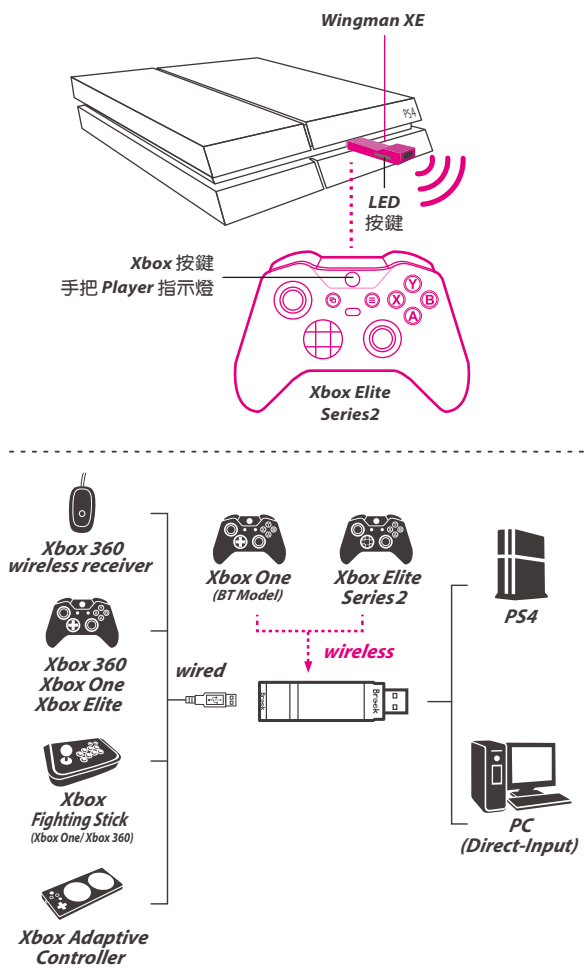 Wingman XE
PS4
LED
按鍵
Xbox 按鍵
手把 Player 指示燈
Y
X
B
A
Xbox Elite
Series2
Xbox 360
wireless receiver
Xbox One
(BT Model)
Xbox Elite
Series 2
PS4
wireless
Xbox 360
Xbox One
Xbox Elite
wired
Brook
Brook
Xbox
Fighting Stick
(Xbox One/ Xbox 360)
PC
(Direct-Input)
Xbox Adaptive
Controller